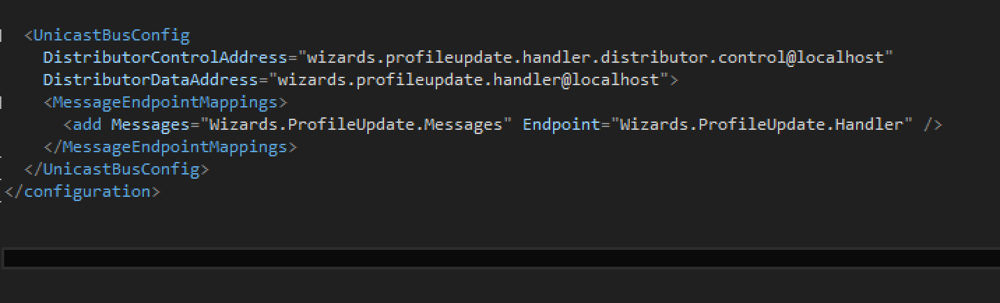 <UnicastBusConfig
DistributorControlAddress="wizards.profileupdate.handler.distributor.control@localhost"
DistributorDataAddress="wizards.profileupdate.handler@localhost">
<MessageEndpointMappings>
<add Messages="Wizards.ProfileUpdate.Messages" Endpoint="Wizards.ProfileUpdate.Handler" />
</MessageEndpointMappings>
</UnicastBusConfig>
</configuration>